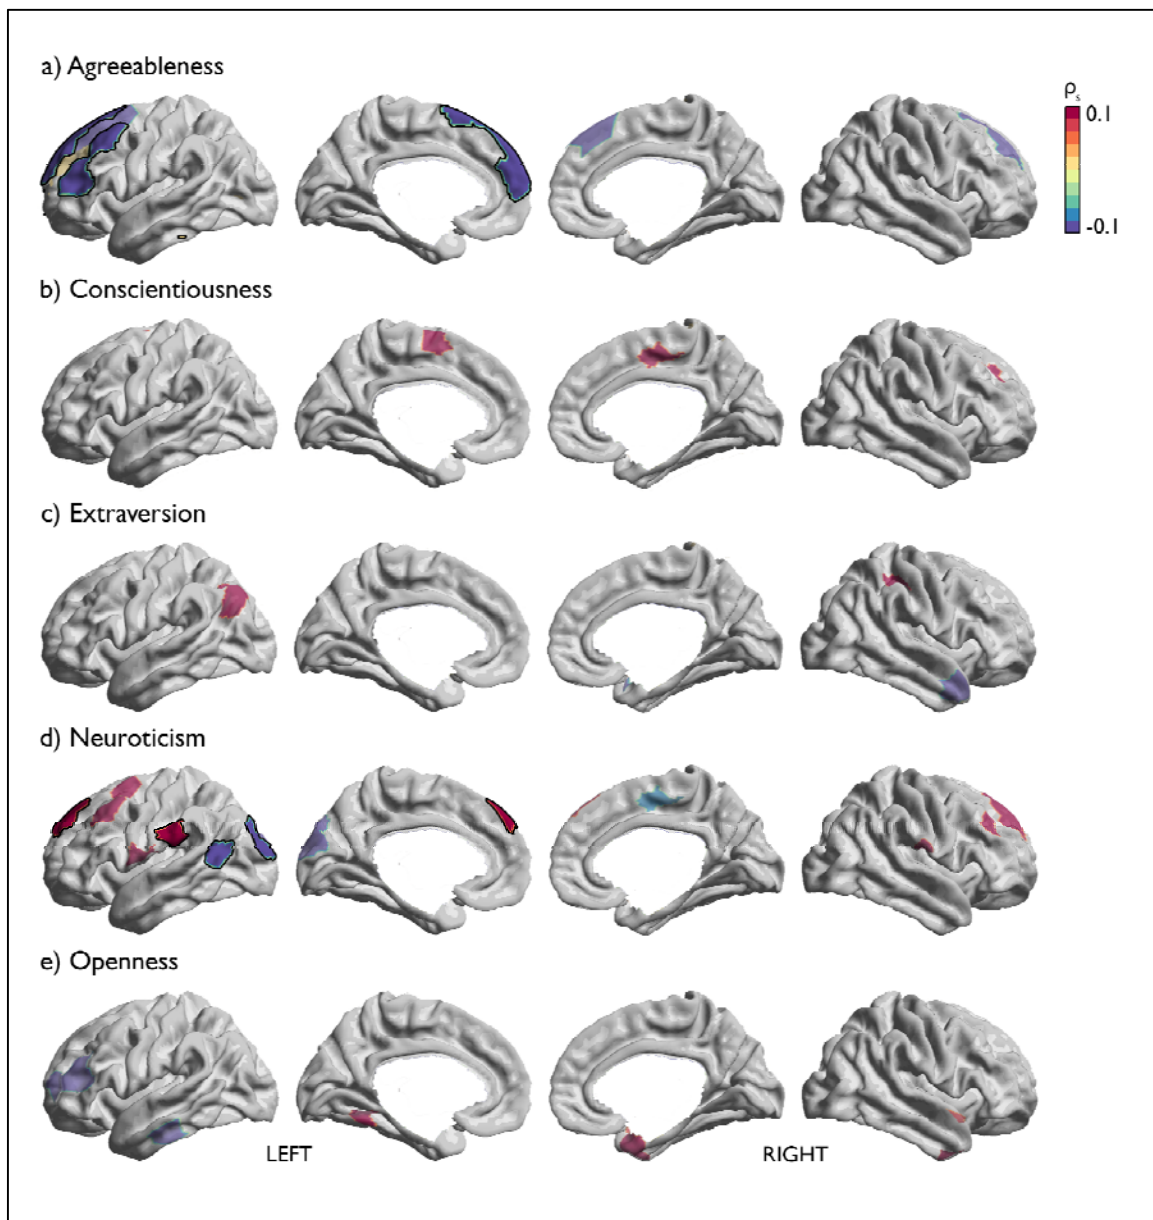 a) Agreeableness
ρs
0.1
-0.1
b) Conscientiousness
c) Extraversion
d) Neuroticism
e) Openness
LEFT
RIGHT